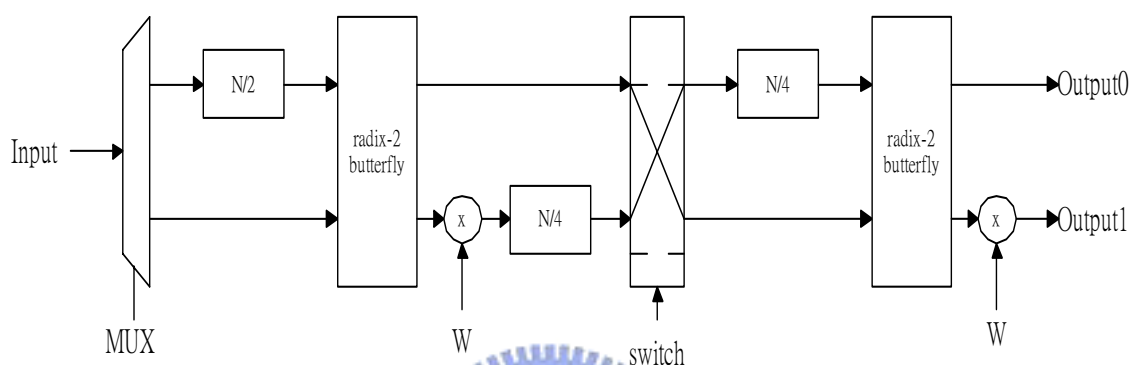 Input
MUX
N/2
radix-2
butterfly
x
W
N/4
switch
N/4
radix-2
butterfly
x
W
Output0
Output1